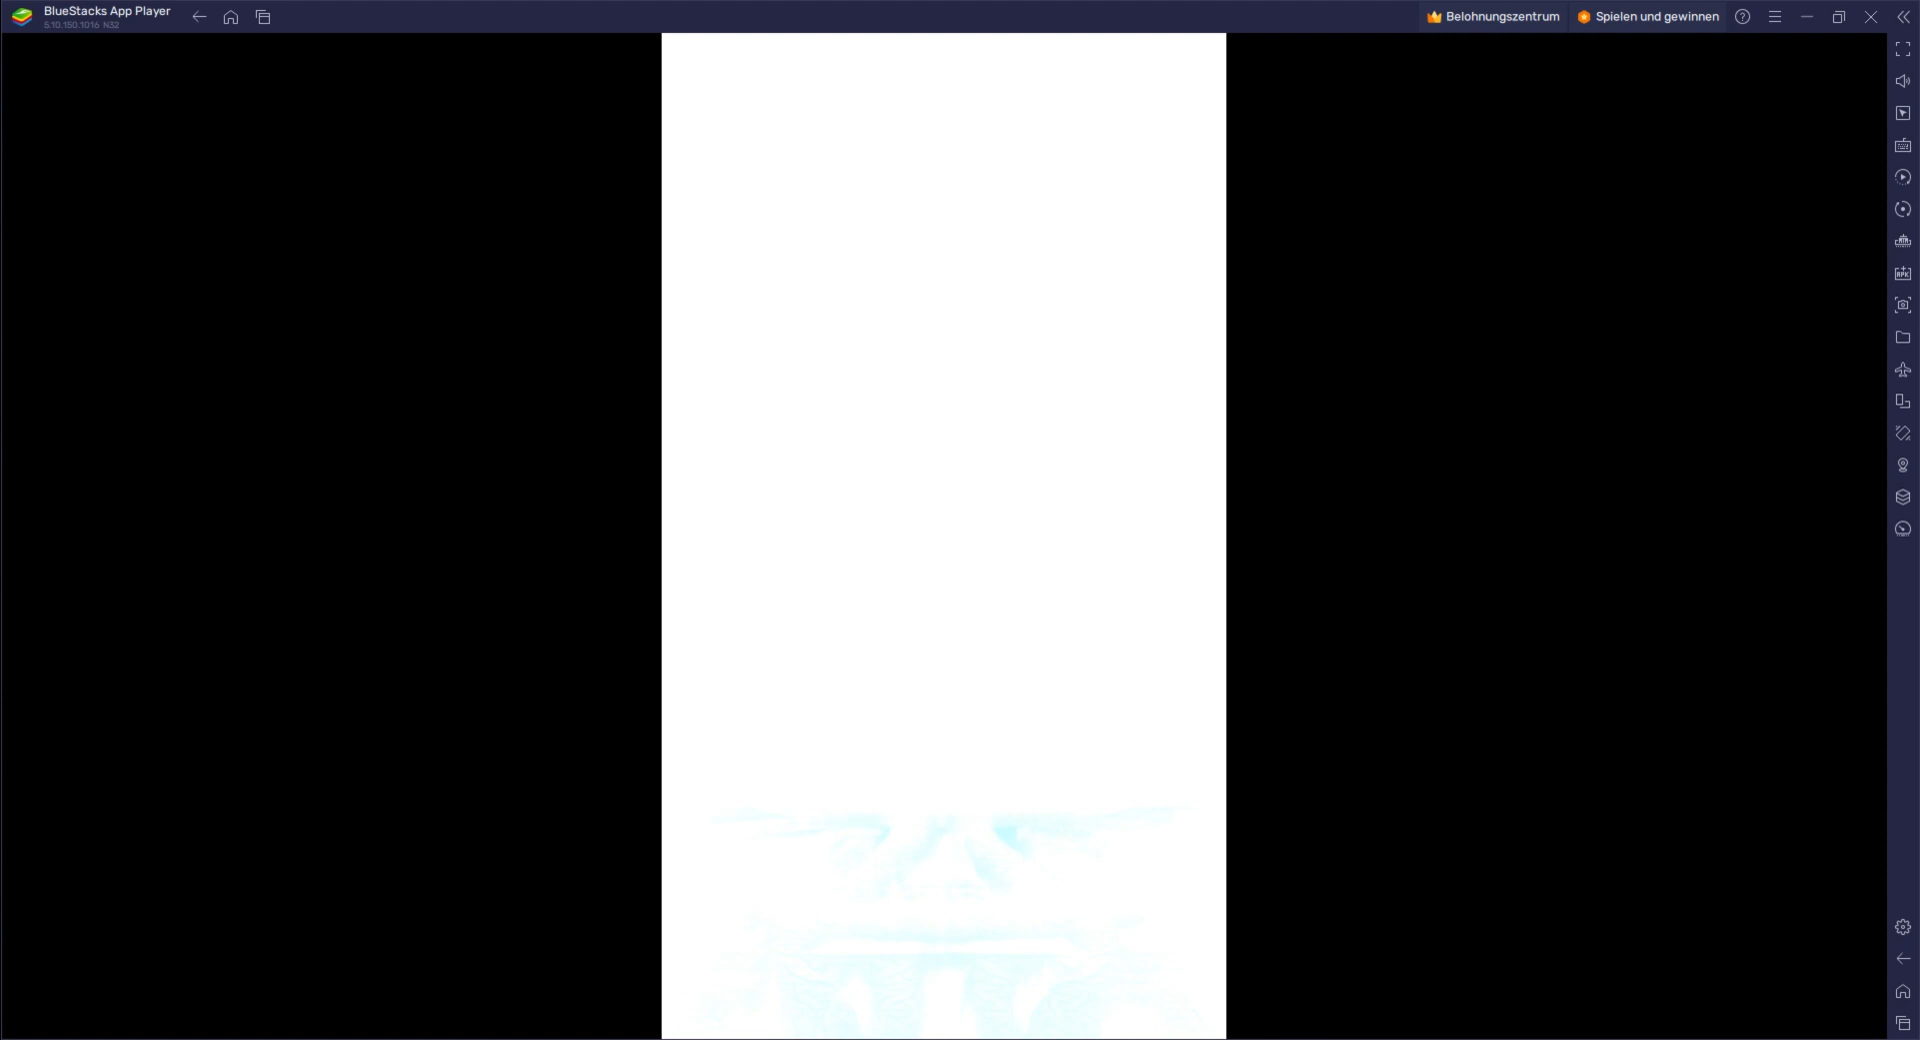 BlueStacks App Player
5.10.150.1016 N32
Belohnungszentrum
Spielen und gewinnen